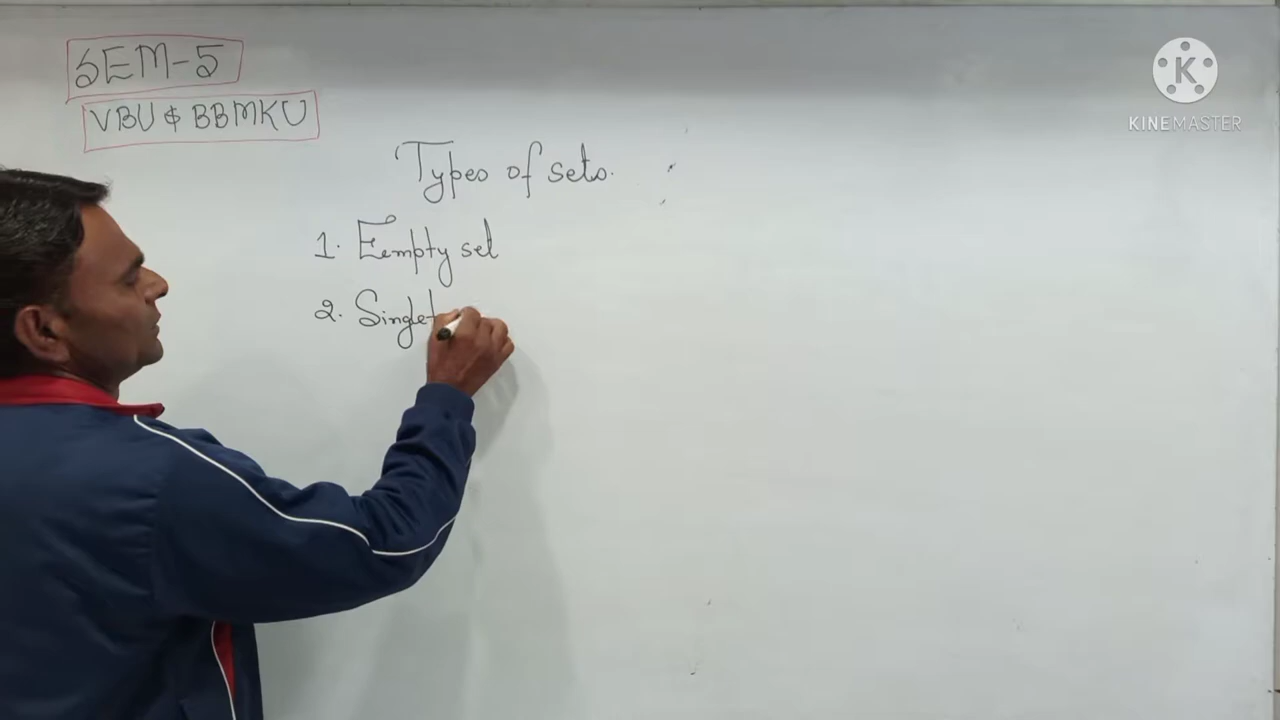 SEM-5
VBU & BBMKU
K
KINEMASTER
Types of sets.
1. Eempty set
2. Singlet